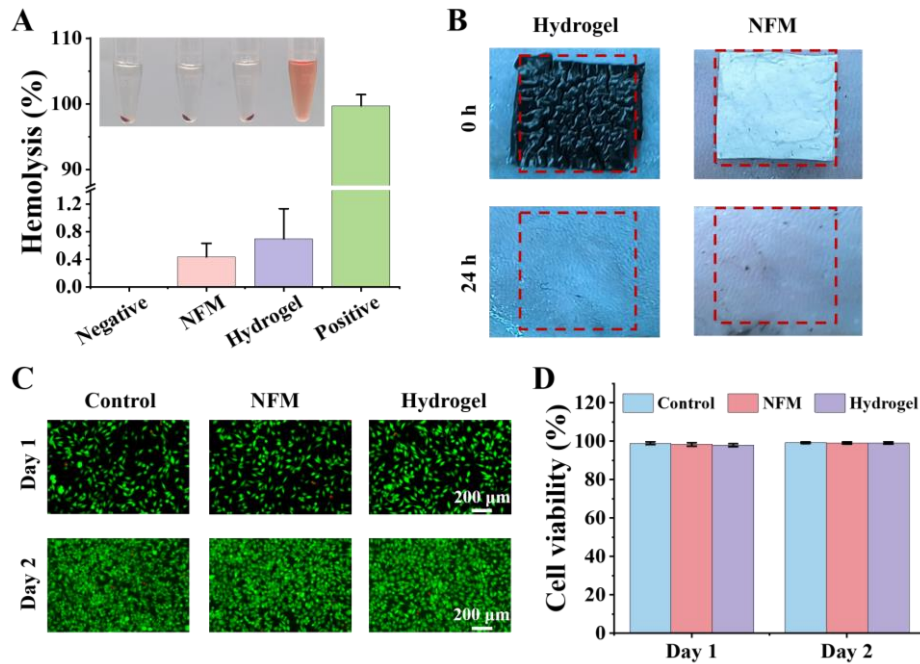 A
Hemolysis (%)
110
100
90
1.2
0.8
0.4
0.0
Negative
NFM
Hydrogel
Positive
B
Hydrogel
NFM
0 h
24 h
C
Control
NFM
Hydrogel
Day 1
200 μm
Day 2
200 μm
D
Cell viability (%)
120
100
80
60
40
20
0
Control
NFM
Hydrogel
Day 1
Day 2